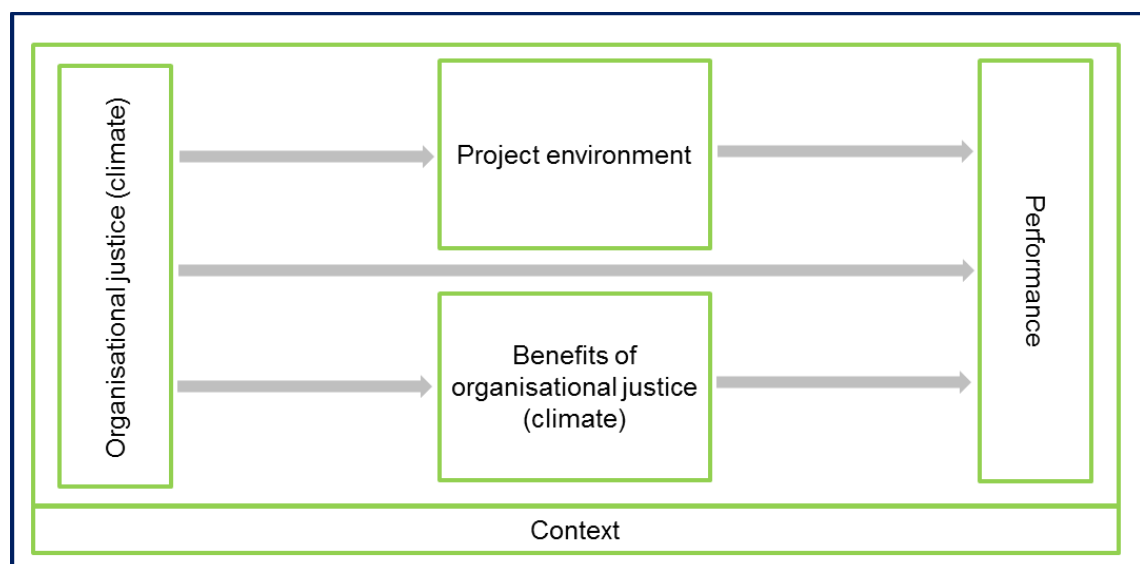 Organisational justice (climate)
Project environment
Benefits of
organisational justice
(climate)
Performance
Context